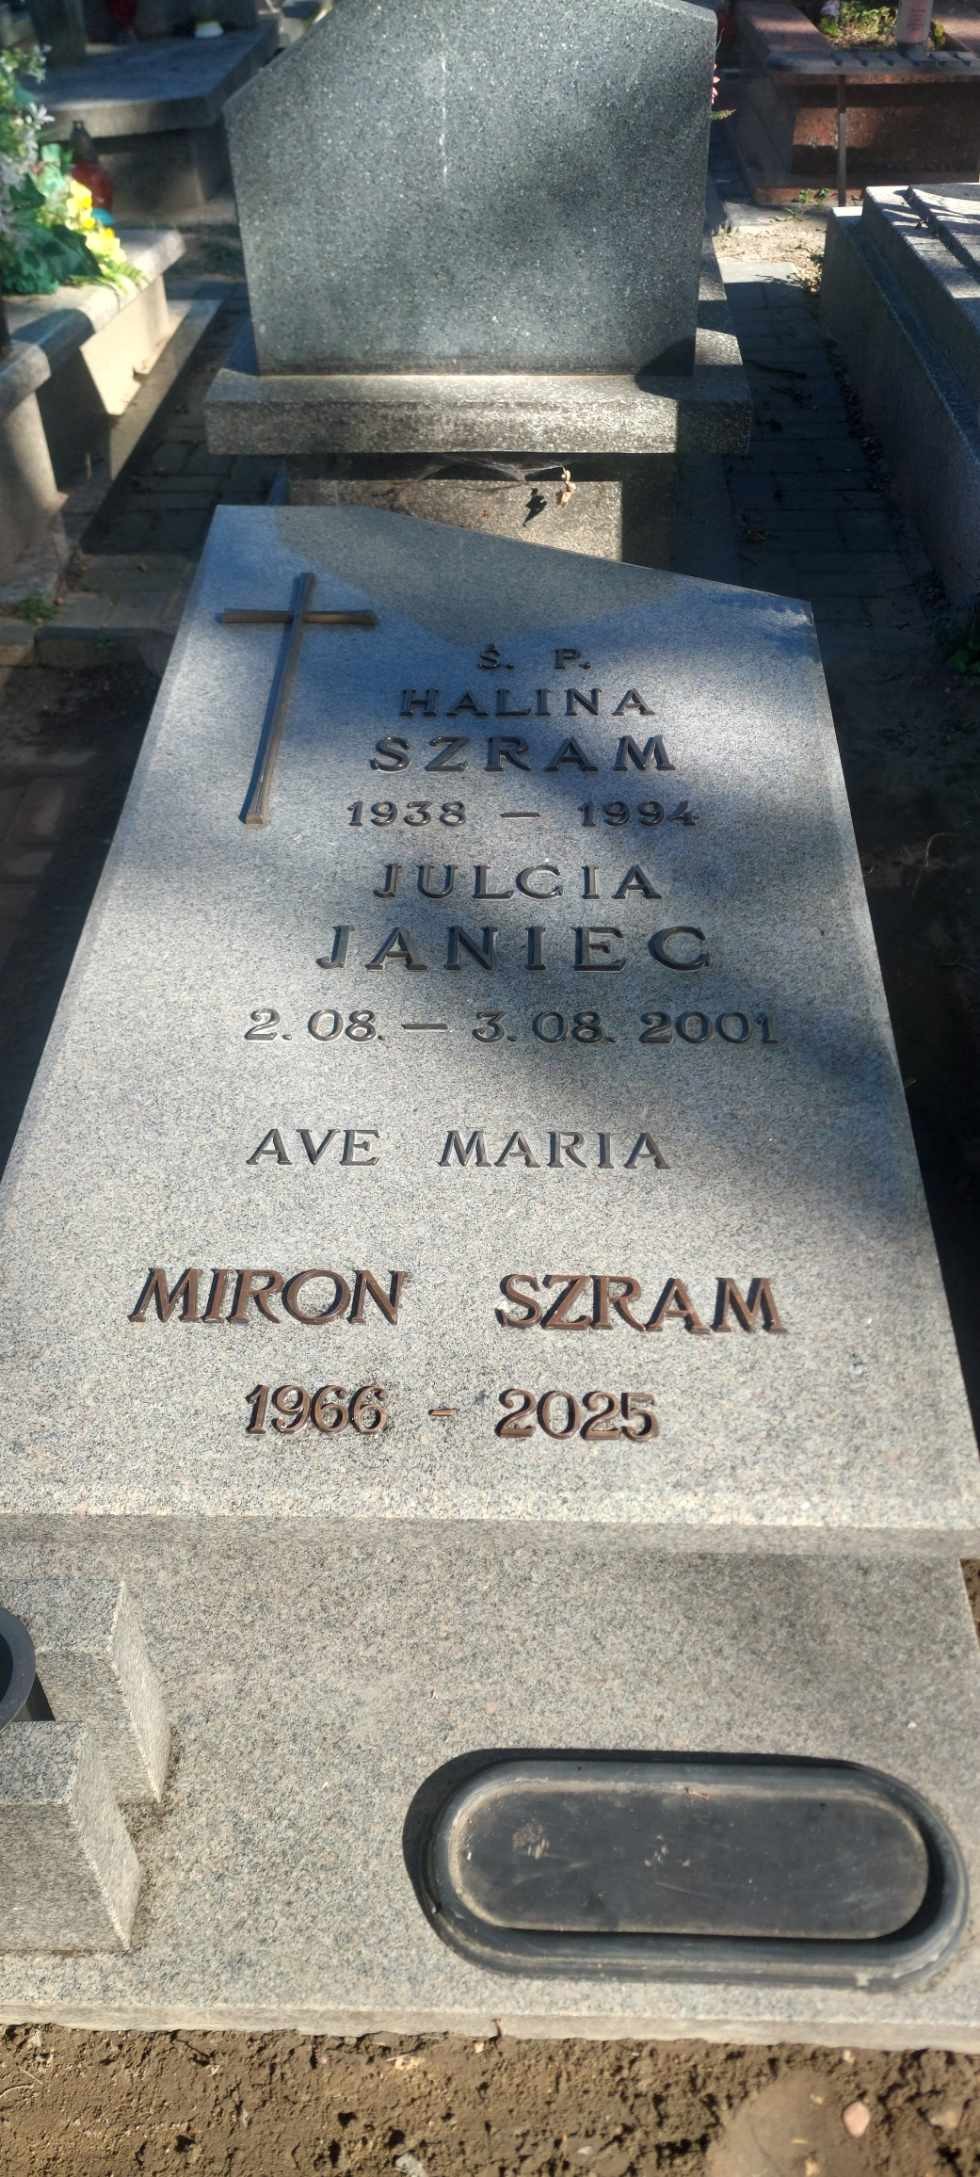 Ś. P.
HALINA
SZRAM
1938 – 1994
JULCIA
JANIEC
2.08. – 3.08. 2001
AVE MARIA
MIRON SZRAM
1966 - 2025